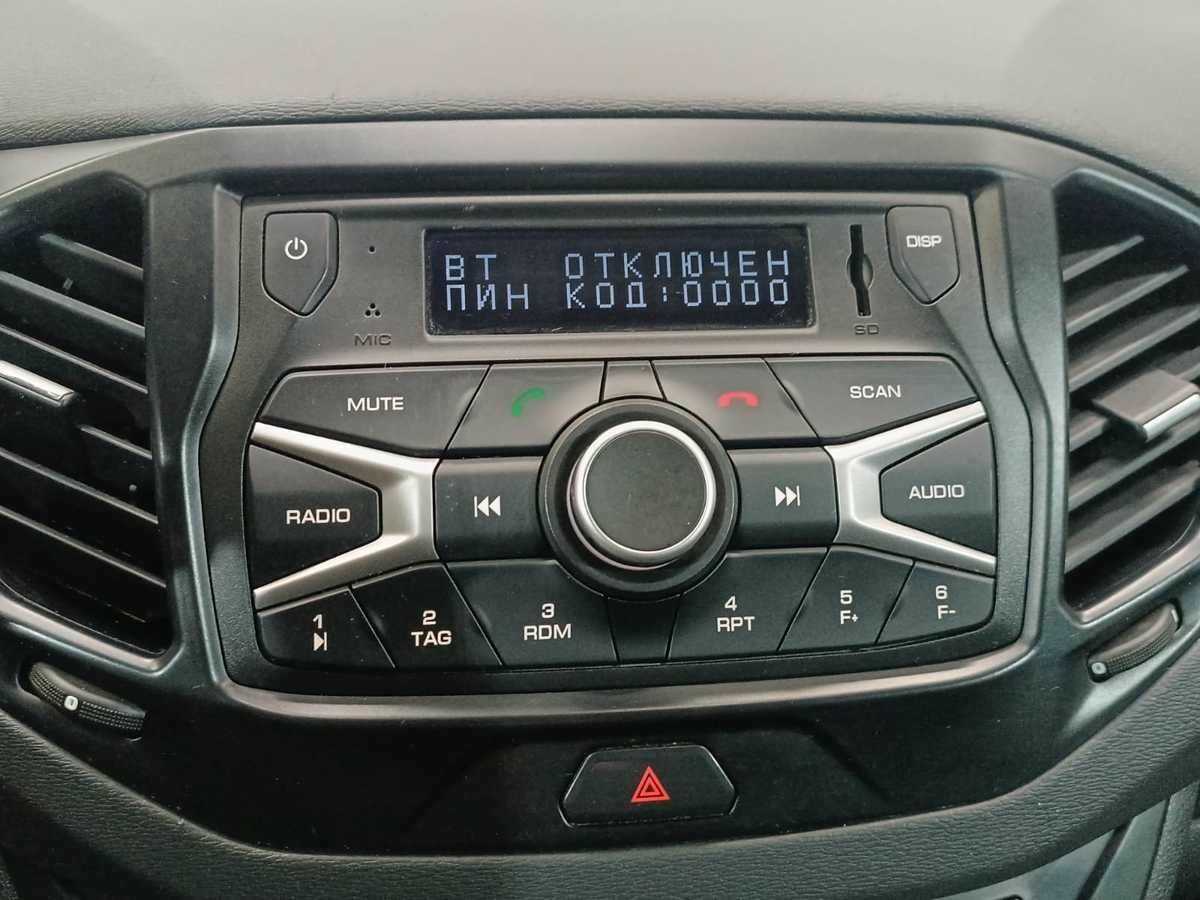 DISP
ВТ ОТКЛЮЧЕН
ПИН КОД:0000
MIC
SD
MUTE
SCAN
RADIO
AUDIO
1
2
TAG
3
RDM
4
RPT
5
F+
6
F-